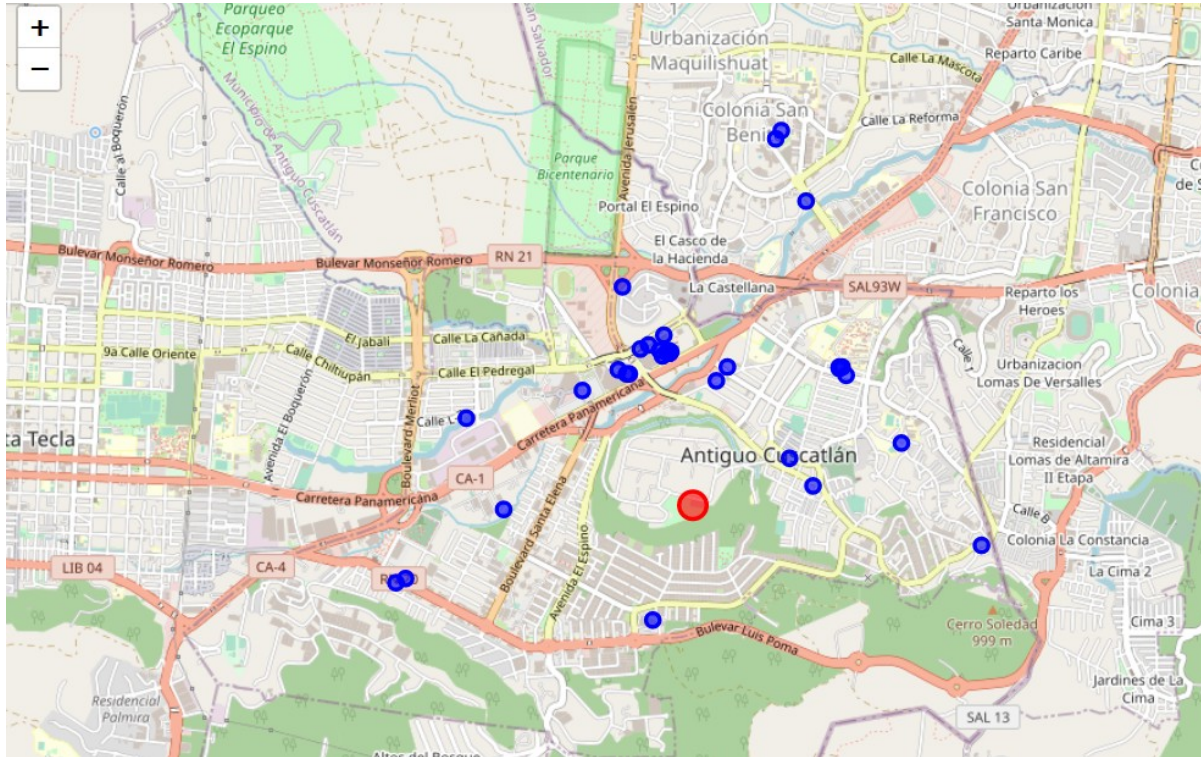 +
−
Parqueo
Ecoparque
El Espino
Municipio de Antiguo Cuscatlán
San Salvador
Urbanización
Maquilishuat
Urbanización
Santa Monica
Reparto Caribe
Calle La Mascota
Calle al Boquerón
Colonia San
Calle La Reforma
Parque
Bicentenario
Avenida Jerusalén
Portal El Espino
Colonia San
Francisco
El Casco de
la Hacienda
Bulevar Monseñor Romero
Bulevar Monseñor Romero
RN 21
La Castellana
SAL93W
Reparto los
Heroes
Colonia
El Jabalí
Calle La Cañada
9a Calle Oriente
Calle Chiltiupán
Calle El Pedregal
Calle 1
Urbanizacion
Lomas De Versalles
Avenida El Boquerón
Boulevard Merliot
Calle L
Carretera Panamericana
ta Tecla
Antiguo Cuscatlán
Residencial
Lomas de Altamira
II Etapa
CA-1
Carretera Panamericana
Boulevard Santa Elena
Calle B
Colonia La Constancia
LIB 04
CA-4
Avenida El Espino
La Cima 2
Cerro Soledad
999 m
Cima 3
Bulevar Luis Poma
Residencial
Palmira
Jardines de La
Cima
SAL 13
Altos del Bosque